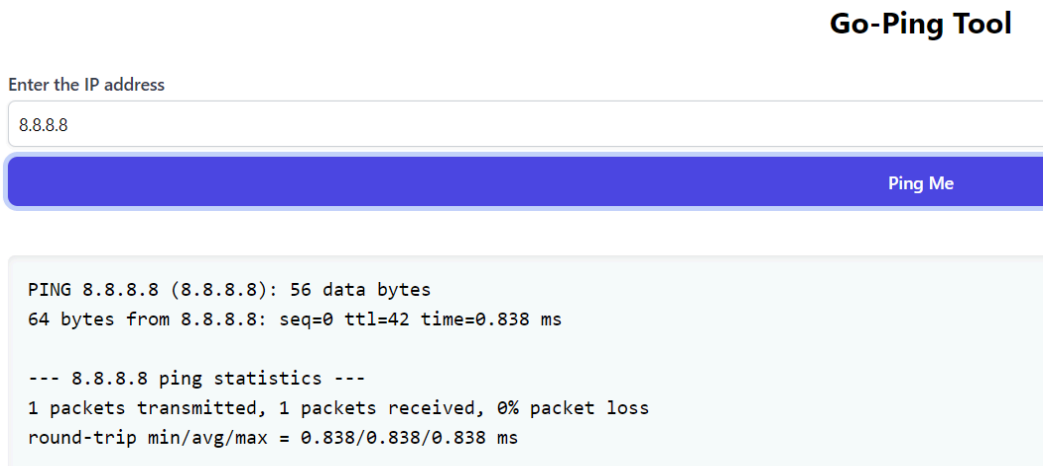 Go-Ping Tool
Enter the IP address
8.8.8.8
Ping Me
PING 8.8.8.8 (8.8.8.8): 56 data bytes
64 bytes from 8.8.8.8: seq=0 ttl=42 time=0.838 ms
--- 8.8.8.8 ping statistics ---
1 packets transmitted, 1 packets received, 0% packet loss
round-trip min/avg/max = 0.838/0.838/0.838 ms